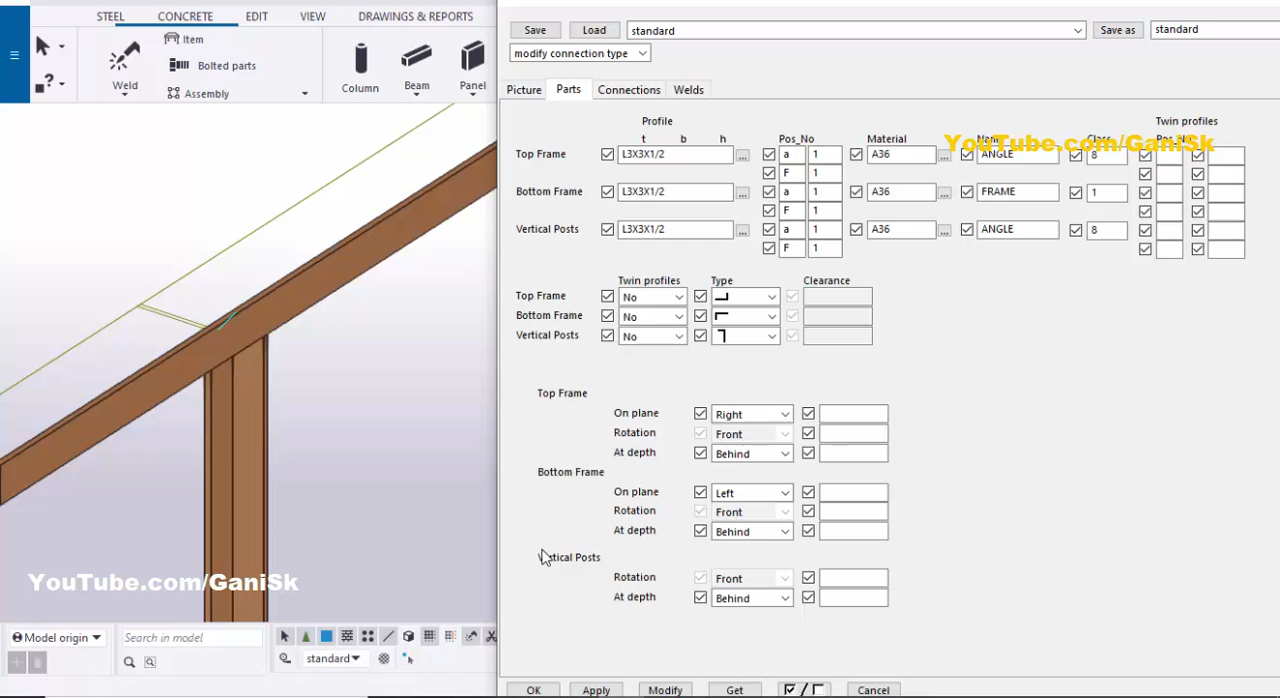 STEEL CONCRETE EDIT VIEW DRAWINGS & REPORTS
Item
Bolted parts
Assembly
Weld
Column Beam Panel
Save Load standard Save as standard
modify connection type
Picture Parts Connections Welds
Profile Twin profiles
t b h Pos_No Material
YouTube.com/GaniSk
Top Frame L3X3X1/2 a 1 A36 ... ANGLE 8
F 1
Bottom Frame L3X3X1/2 a 1 A36 ... FRAME 1
F 1
Vertical Posts L3X3X1/2 a 1 A36 ... ANGLE 8
F 1
Twin profiles Type Clearance
Top Frame No
Bottom Frame No
Vertical Posts No
Top Frame
On plane Right
Rotation Front
At depth Behind
Bottom Frame
On plane Left
Rotation Front
At depth Behind
Posts
Rotation Front
At depth Behind
YouTube.com/GaniSk
Model origin Search in model
standard
OK Apply Modify Get / Cancel